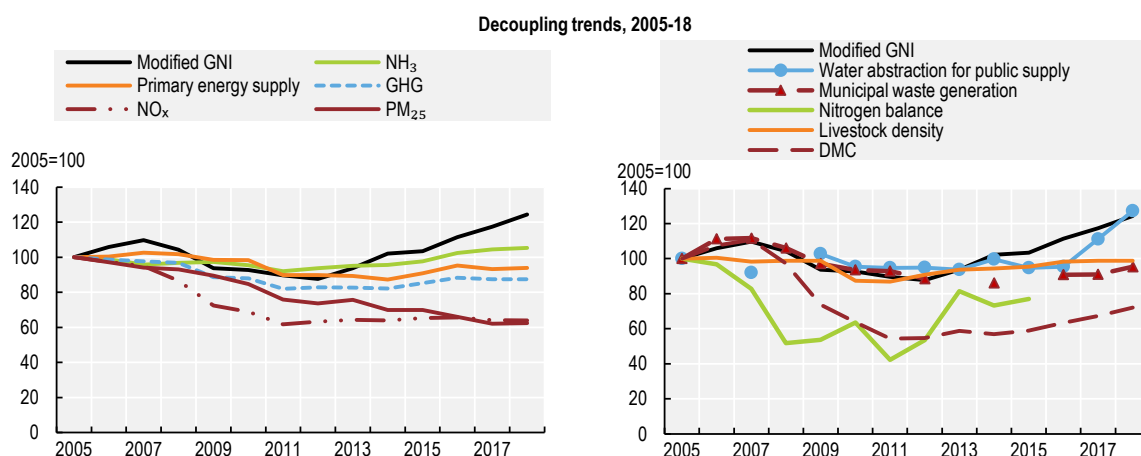 Decoupling trends, 2005-18
Modified GNI
NH₃
Primary energy supply
GHG
NOₓ
PM₂₅
2005=100
140
120
100
80
60
40
20
0
2005 2007 2009 2011 2013 2015 2017
Modified GNI
Water abstraction for public supply
Municipal waste generation
Nitrogen balance
Livestock density
DMC
2005=100
140
120
100
80
60
40
20
0
2005 2007 2009 2011 2013 2015 2017